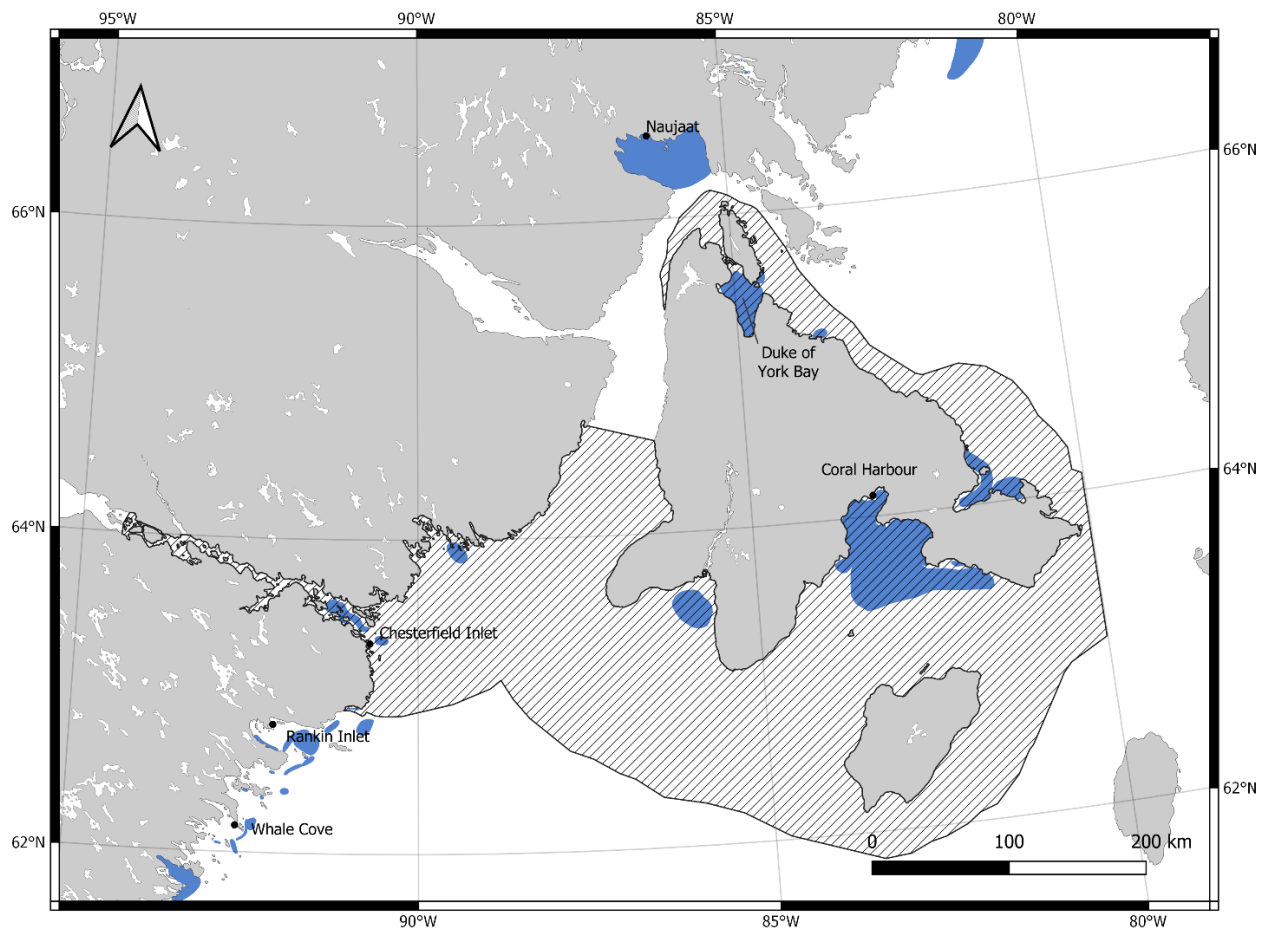 95°W
90°W
85°W
80°W
Naujaat
66°N
66°N
Duke of
York Bay
Coral Harbour
64°N
64°N
Chesterfield Inlet
Rankin Inlet
62°N
Whale Cove
62°N
0
100
200 km
90°W
85°W
80°W